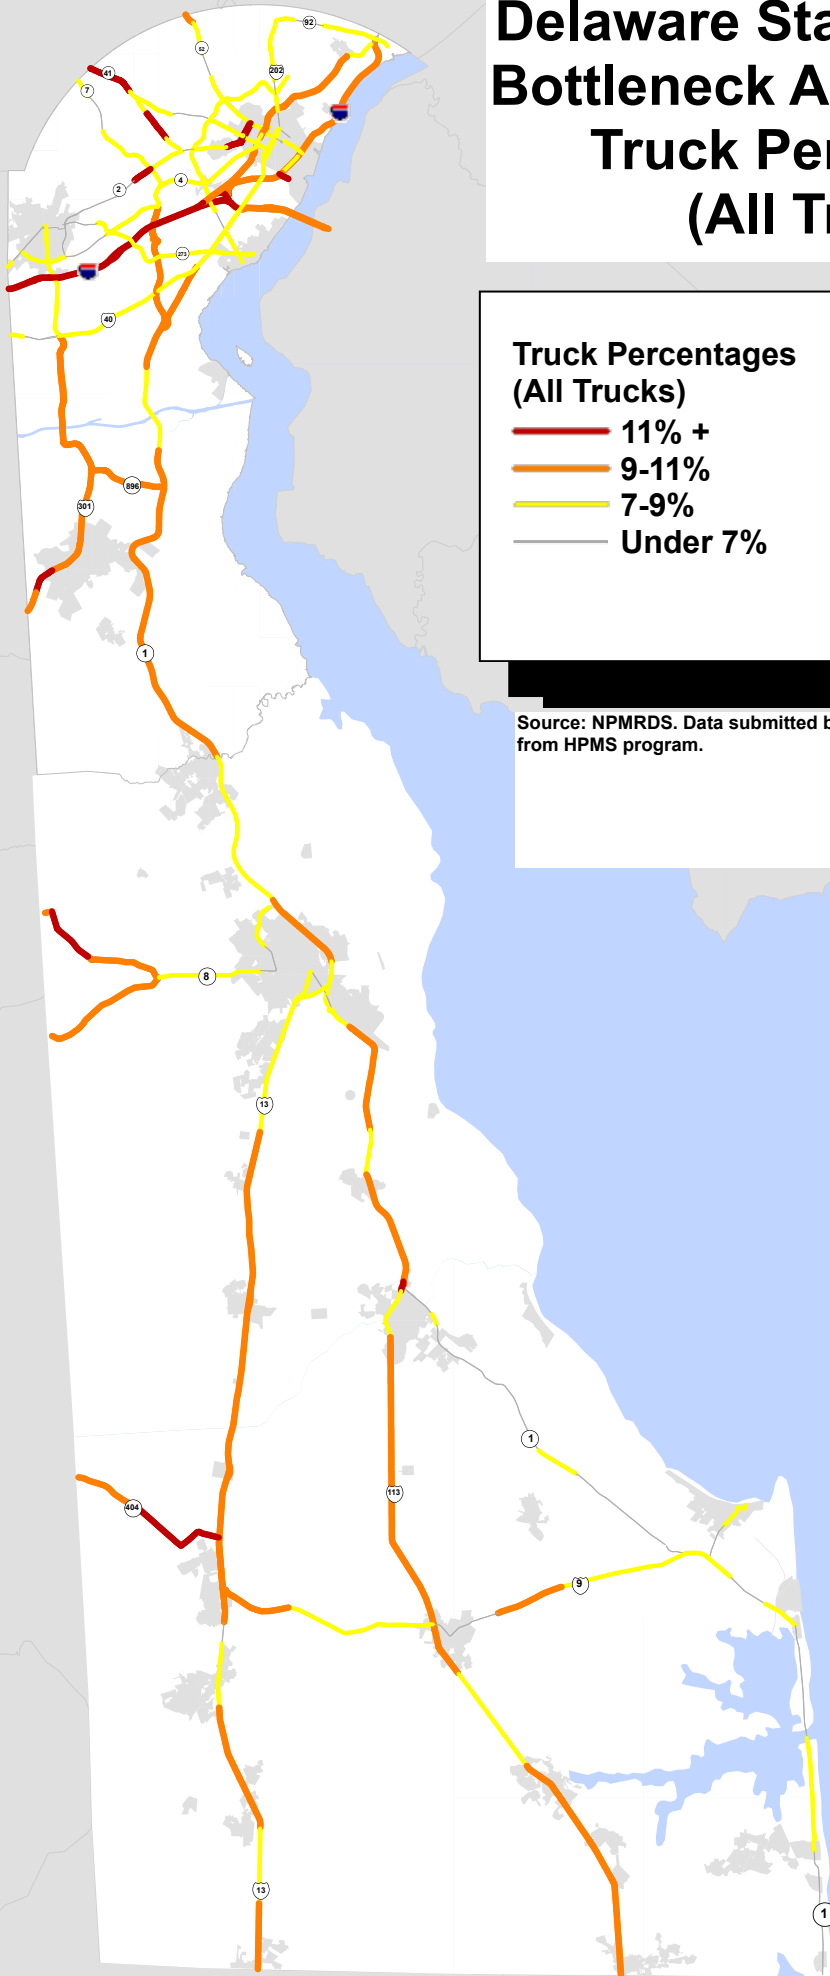 Delaware Sta
Bottleneck A
Truck Per
(All Tr
Truck Percentages
(All Trucks)
11% +
9-11%
7-9%
Under 7%
Source: NPMRDS. Data submitted b
from HPMS program.
92
52
202
41
7
4
2
273
40
896
301
1
8
13
1
404
113
9
13
1